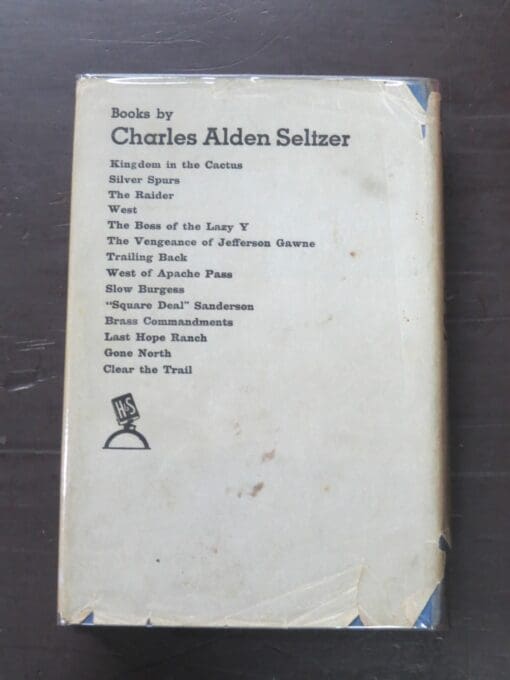 Books by
Charles Alden Seltzer
Kingdom in the Cactus
Silver Spurs
The Raider
West
The Boss of the Lazy Y
The Vengeance of Jefferson Gawne
Trailing Back
West of Apache Pass
Slow Burgess
"Square Deal" Sanderson
Brass Commandments
Last Hope Ranch
Gone North
Clear the Trail
H&S